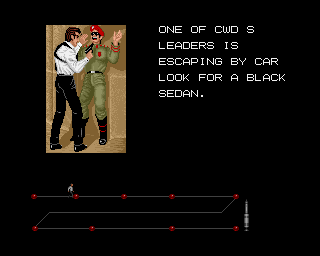 ONE OF CWD S
LEADERS IS
ESCAPING BY CAR
LOOK FOR A BLACK
SEDAN.